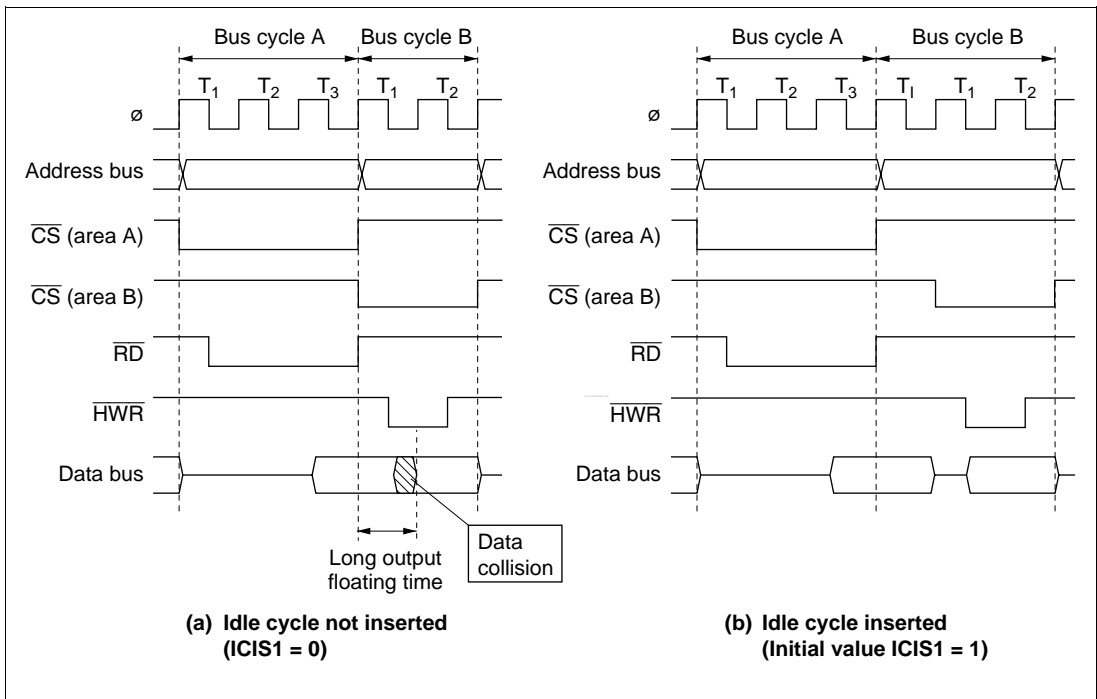 Bus cycle A Bus cycle B
T1 T2 T3 T1 T2
ø
Address bus
CS (area A)
CS (area B)
RD
HWR
Data bus
Long output
floating time
Data
collision
(a) Idle cycle not inserted
(ICIS1 = 0)
Bus cycle A Bus cycle B
T1 T2 T3 TI T1 T2
ø
Address bus
CS (area A)
CS (area B)
RD
HWR
Data bus
(b) Idle cycle inserted
(Initial value ICIS1 = 1)